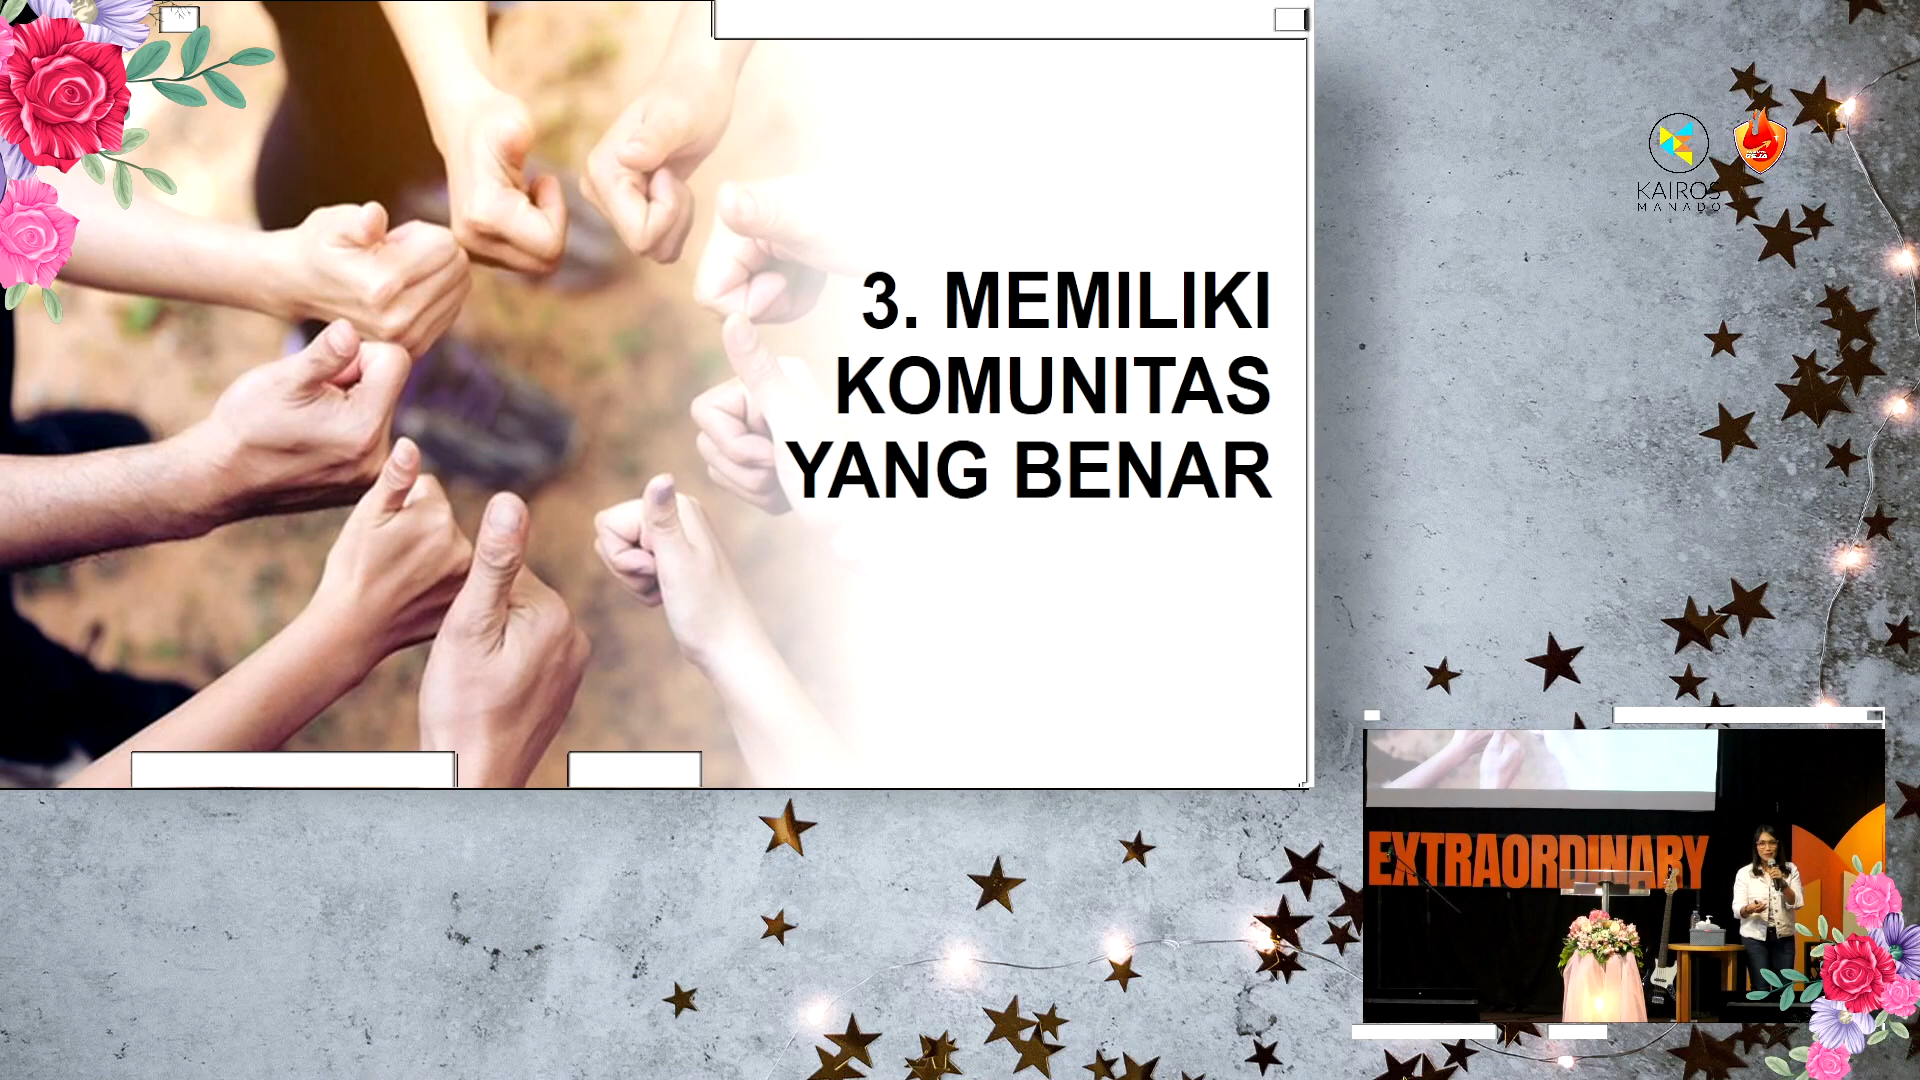 3. MEMILIKI
KOMUNITAS
YANG BENAR
KAIROS
MANADO
EXTRAORDINARY